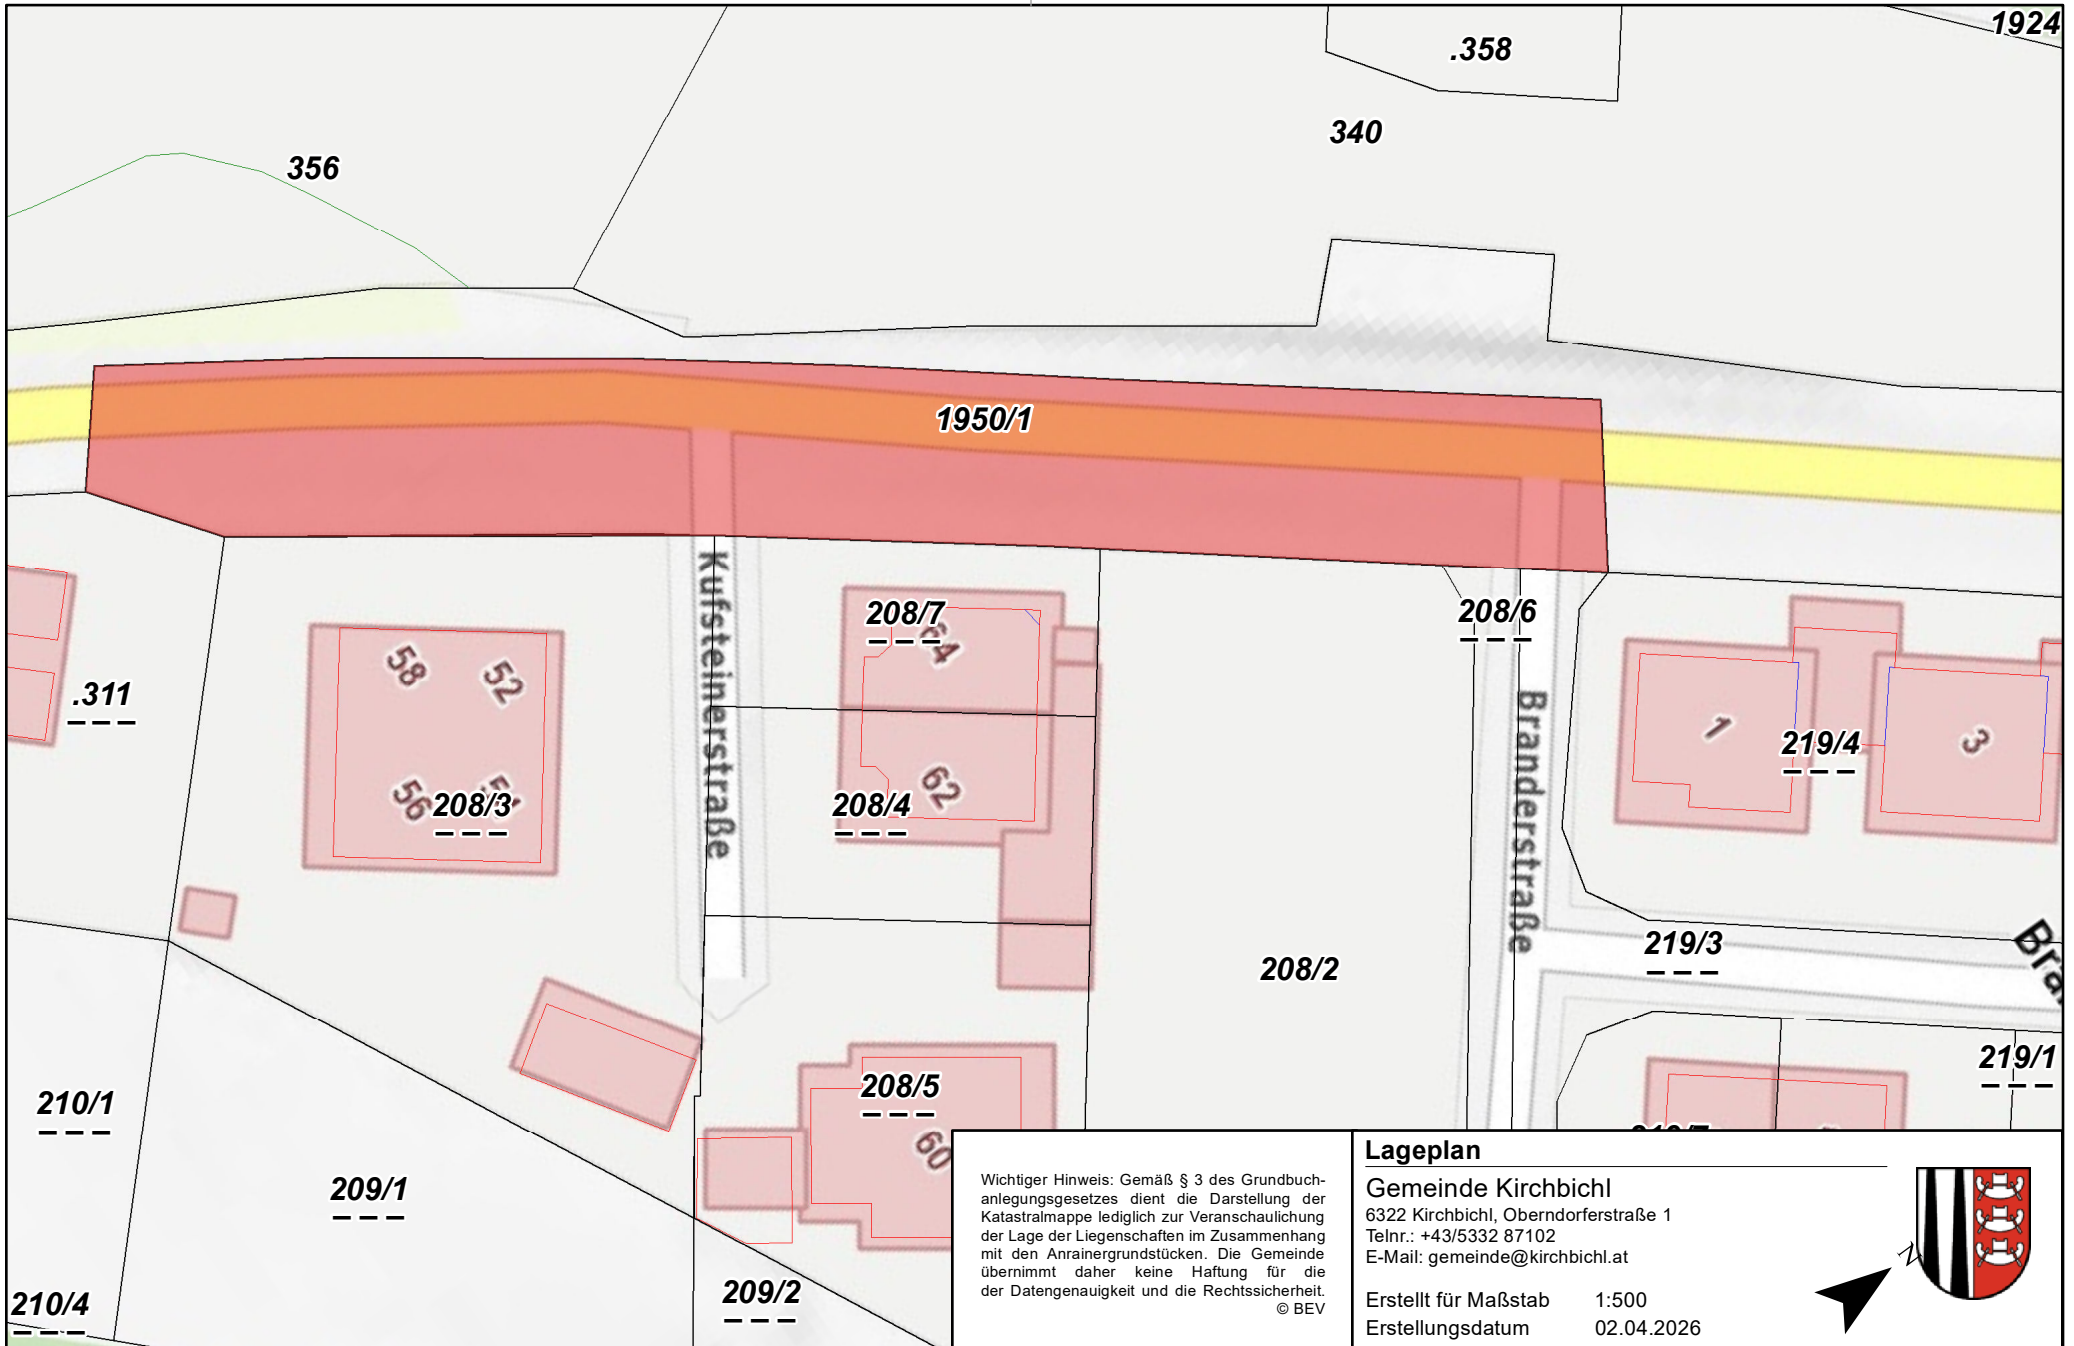 1924
.358
340
356
1950/1
Kufsteinerstraße
208/7
64
208/6
58
52
.311
Branderstraße
1
219/4
3
56
208/3
62
208/4
219/3
208/2
208/5
60
219/1
210/1
209/1
209/2
210/4
Wichtiger Hinweis: Gemäß § 3 des Grundbuch-
anlegungsgesetzes dient die Darstellung der
Katastralmappe lediglich zur Veranschaulichung
der Lage der Liegenschaften im Zusammenhang
mit den Anrainergrundstücken. Die Gemeinde
übernimmt daher keine Haftung für die
der Datengenauigkeit und die Rechtssicherheit.
© BEV
Lageplan
Gemeinde Kirchbichl
6322 Kirchbichl, Oberndorferstraße 1
Telnr.: +43/5332 87102
E-Mail: gemeinde@kirchbichl.at
Erstellt für Maßstab 1:500
Erstellungsdatum 02.04.2026
N